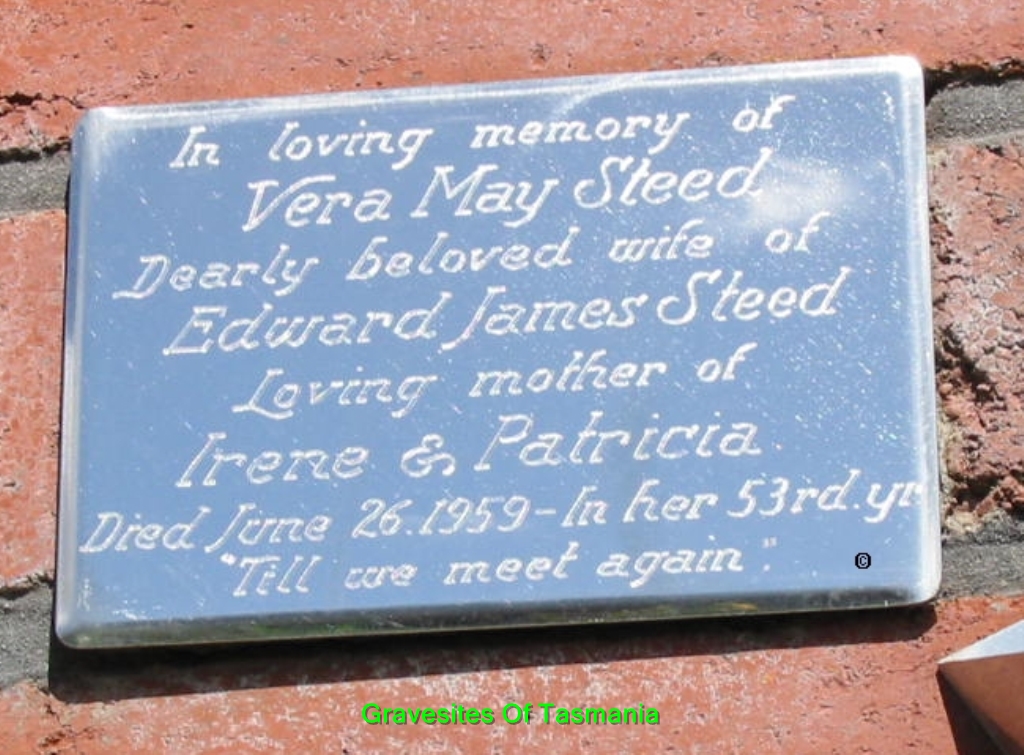 In loving memory of
Vera May Steed
Dearly beloved wife of
Edward James Steed
Loving mother of
Irene & Patricia.
Died June 26.1959-In her 53rd.yr
"Till we meet again".
©
Gravesites Of Tasmania